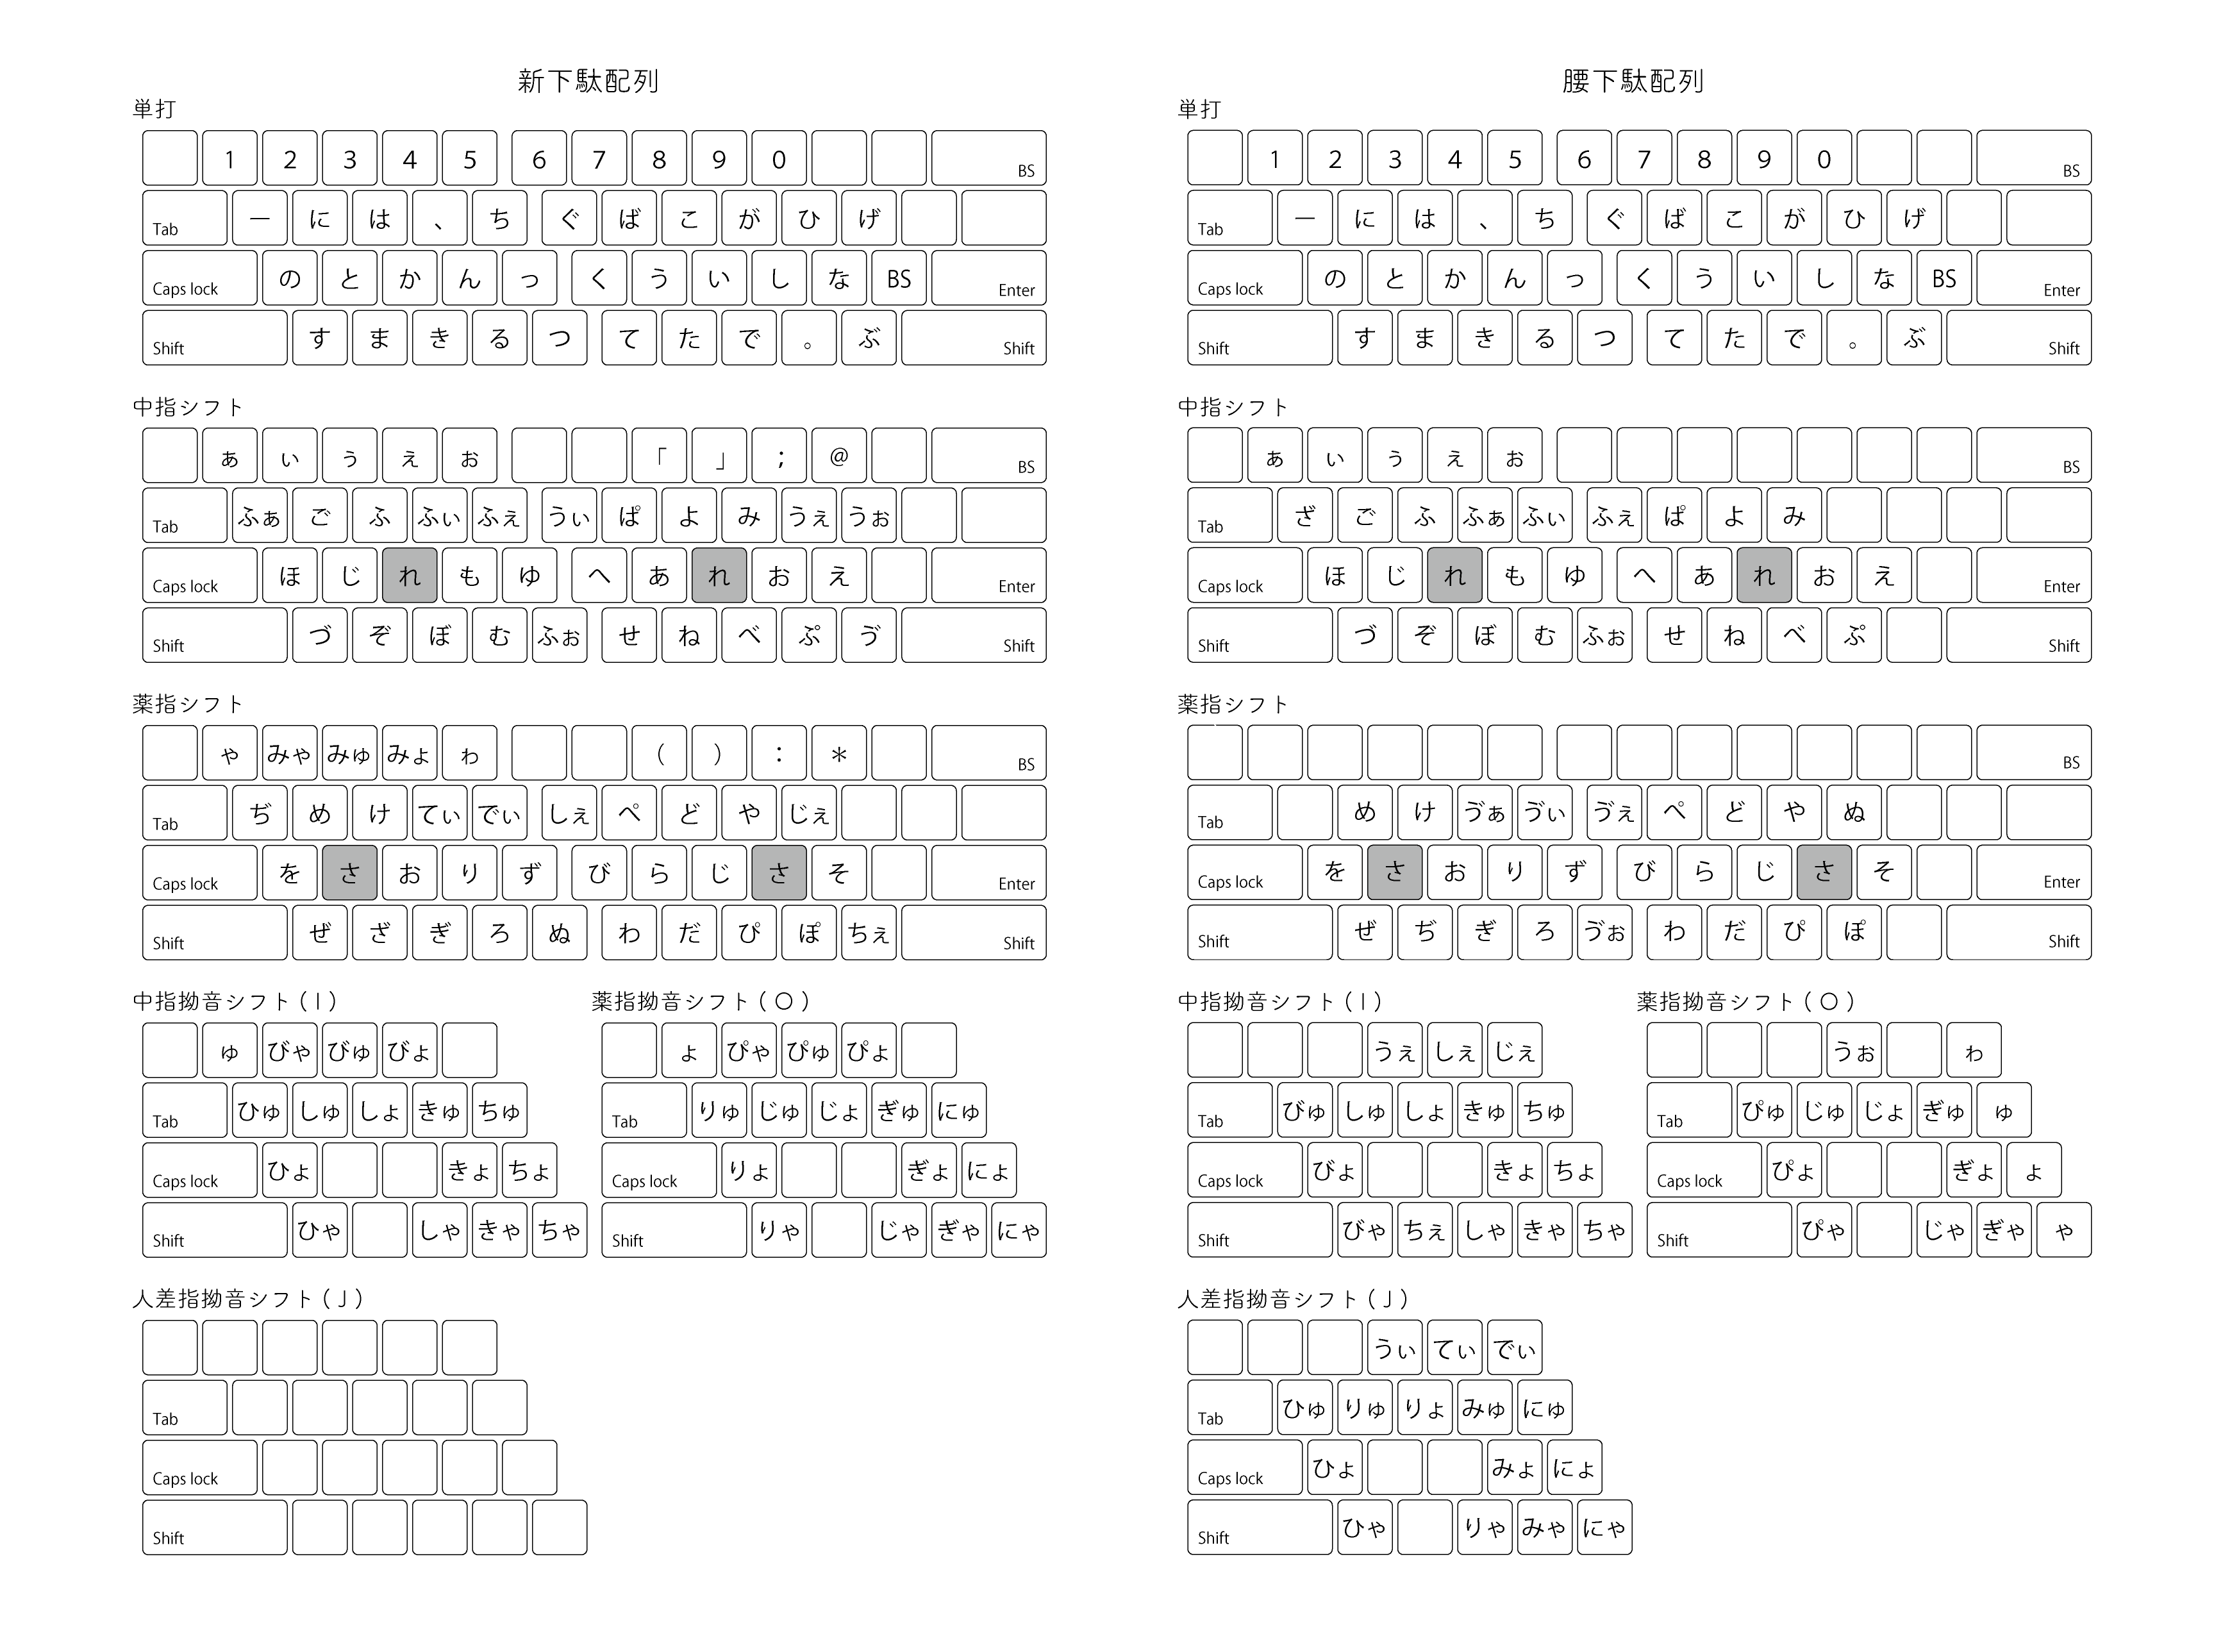 新下駄配列
単打
1 2 3 4 5 6 7 8 9 0 BS
Tab ー に は 、 ち ぐ ば こ が ひ げ
Caps lock の と か ん っ く う い し な BS Enter
Shift す ま き る つ て た で 。 ぶ Shift
中指シフト
ぁ ぃ ぅ ぇ ぉ 「 」 ; @ BS
Tab ふぁ ご ふ ふぃ ふぇ うぃ ぱ よ み うぇ うぉ
Caps lock ほ じ れ も ゆ へ あ れ お え Enter
Shift づ ぞ ぼ む ふぉ せ ね べ ぷ ゔ Shift
薬指シフト
ゃ みゃ みゅ みょ ゎ ( ) : * BS
Tab ぢ め け てぃ でぃ しぇ ぺ ど や じぇ
Caps lock を さ お り ず び ら じ さ そ Enter
Shift ぜ ざ ぎ ろ ぬ わ だ ぴ ぽ ちぇ Shift
中指拗音シフト(I)
ゅ びゃ びゅ びょ
Tab ひゅ しゅ しょ きゅ ちゅ
Caps lock ひょ きょ ちょ
Shift ひゃ しゃ きゃ ちゃ
薬指拗音シフト(O)
ょ ぴゃ ぴゅ ぴょ
Tab りゅ じゅ じょ ぎゅ にゅ
Caps lock りょ ぎょ にょ
Shift りゃ じゃ ぎゃ にゃ
人差指拗音シフト(J)
Tab
Caps lock
Shift
腰下駄配列
単打
1 2 3 4 5 6 7 8 9 0 BS
Tab ー に は 、 ち ぐ ば こ が ひ げ
Caps lock の と か ん っ く う い し な BS Enter
Shift す ま き る つ て た で 。 ぶ Shift
中指シフト
ぁ ぃ ぅ ぇ ぉ BS
Tab ざ ご ふ ふぁ ふぃ ふぇ ぱ よ み
Caps lock ほ じ れ も ゆ へ あ れ お え Enter
Shift づ ぞ ぼ む ふぉ せ ね べ ぷ Shift
薬指シフト
BS
Tab め け ゔぁ ゔぃ ゔぇ ぺ ど や ぬ
Caps lock を さ お り ず び ら じ さ そ Enter
Shift ぜ ぢ ぎ ろ ゔぉ わ だ ぴ ぽ Shift
中指拗音シフト(I)
うぇ しぇ じぇ
Tab びゅ しゅ しょ きゅ ちゅ
Caps lock びょ きょ ちょ
Shift びゃ ちぇ しゃ きゃ ちゃ
薬指拗音シフト(O)
うぉ ゎ
Tab ぴゅ じゅ じょ ぎゅ ゅ
Caps lock ぴょ ぎょ ょ
Shift ぴゃ じゃ ぎゃ ゃ
人差指拗音シフト(J)
うぃ てぃ でぃ
Tab ひゅ りゅ りょ みゅ にゅ
Caps lock ひょ みょ にょ
Shift ひゃ りゃ みゃ にゃ